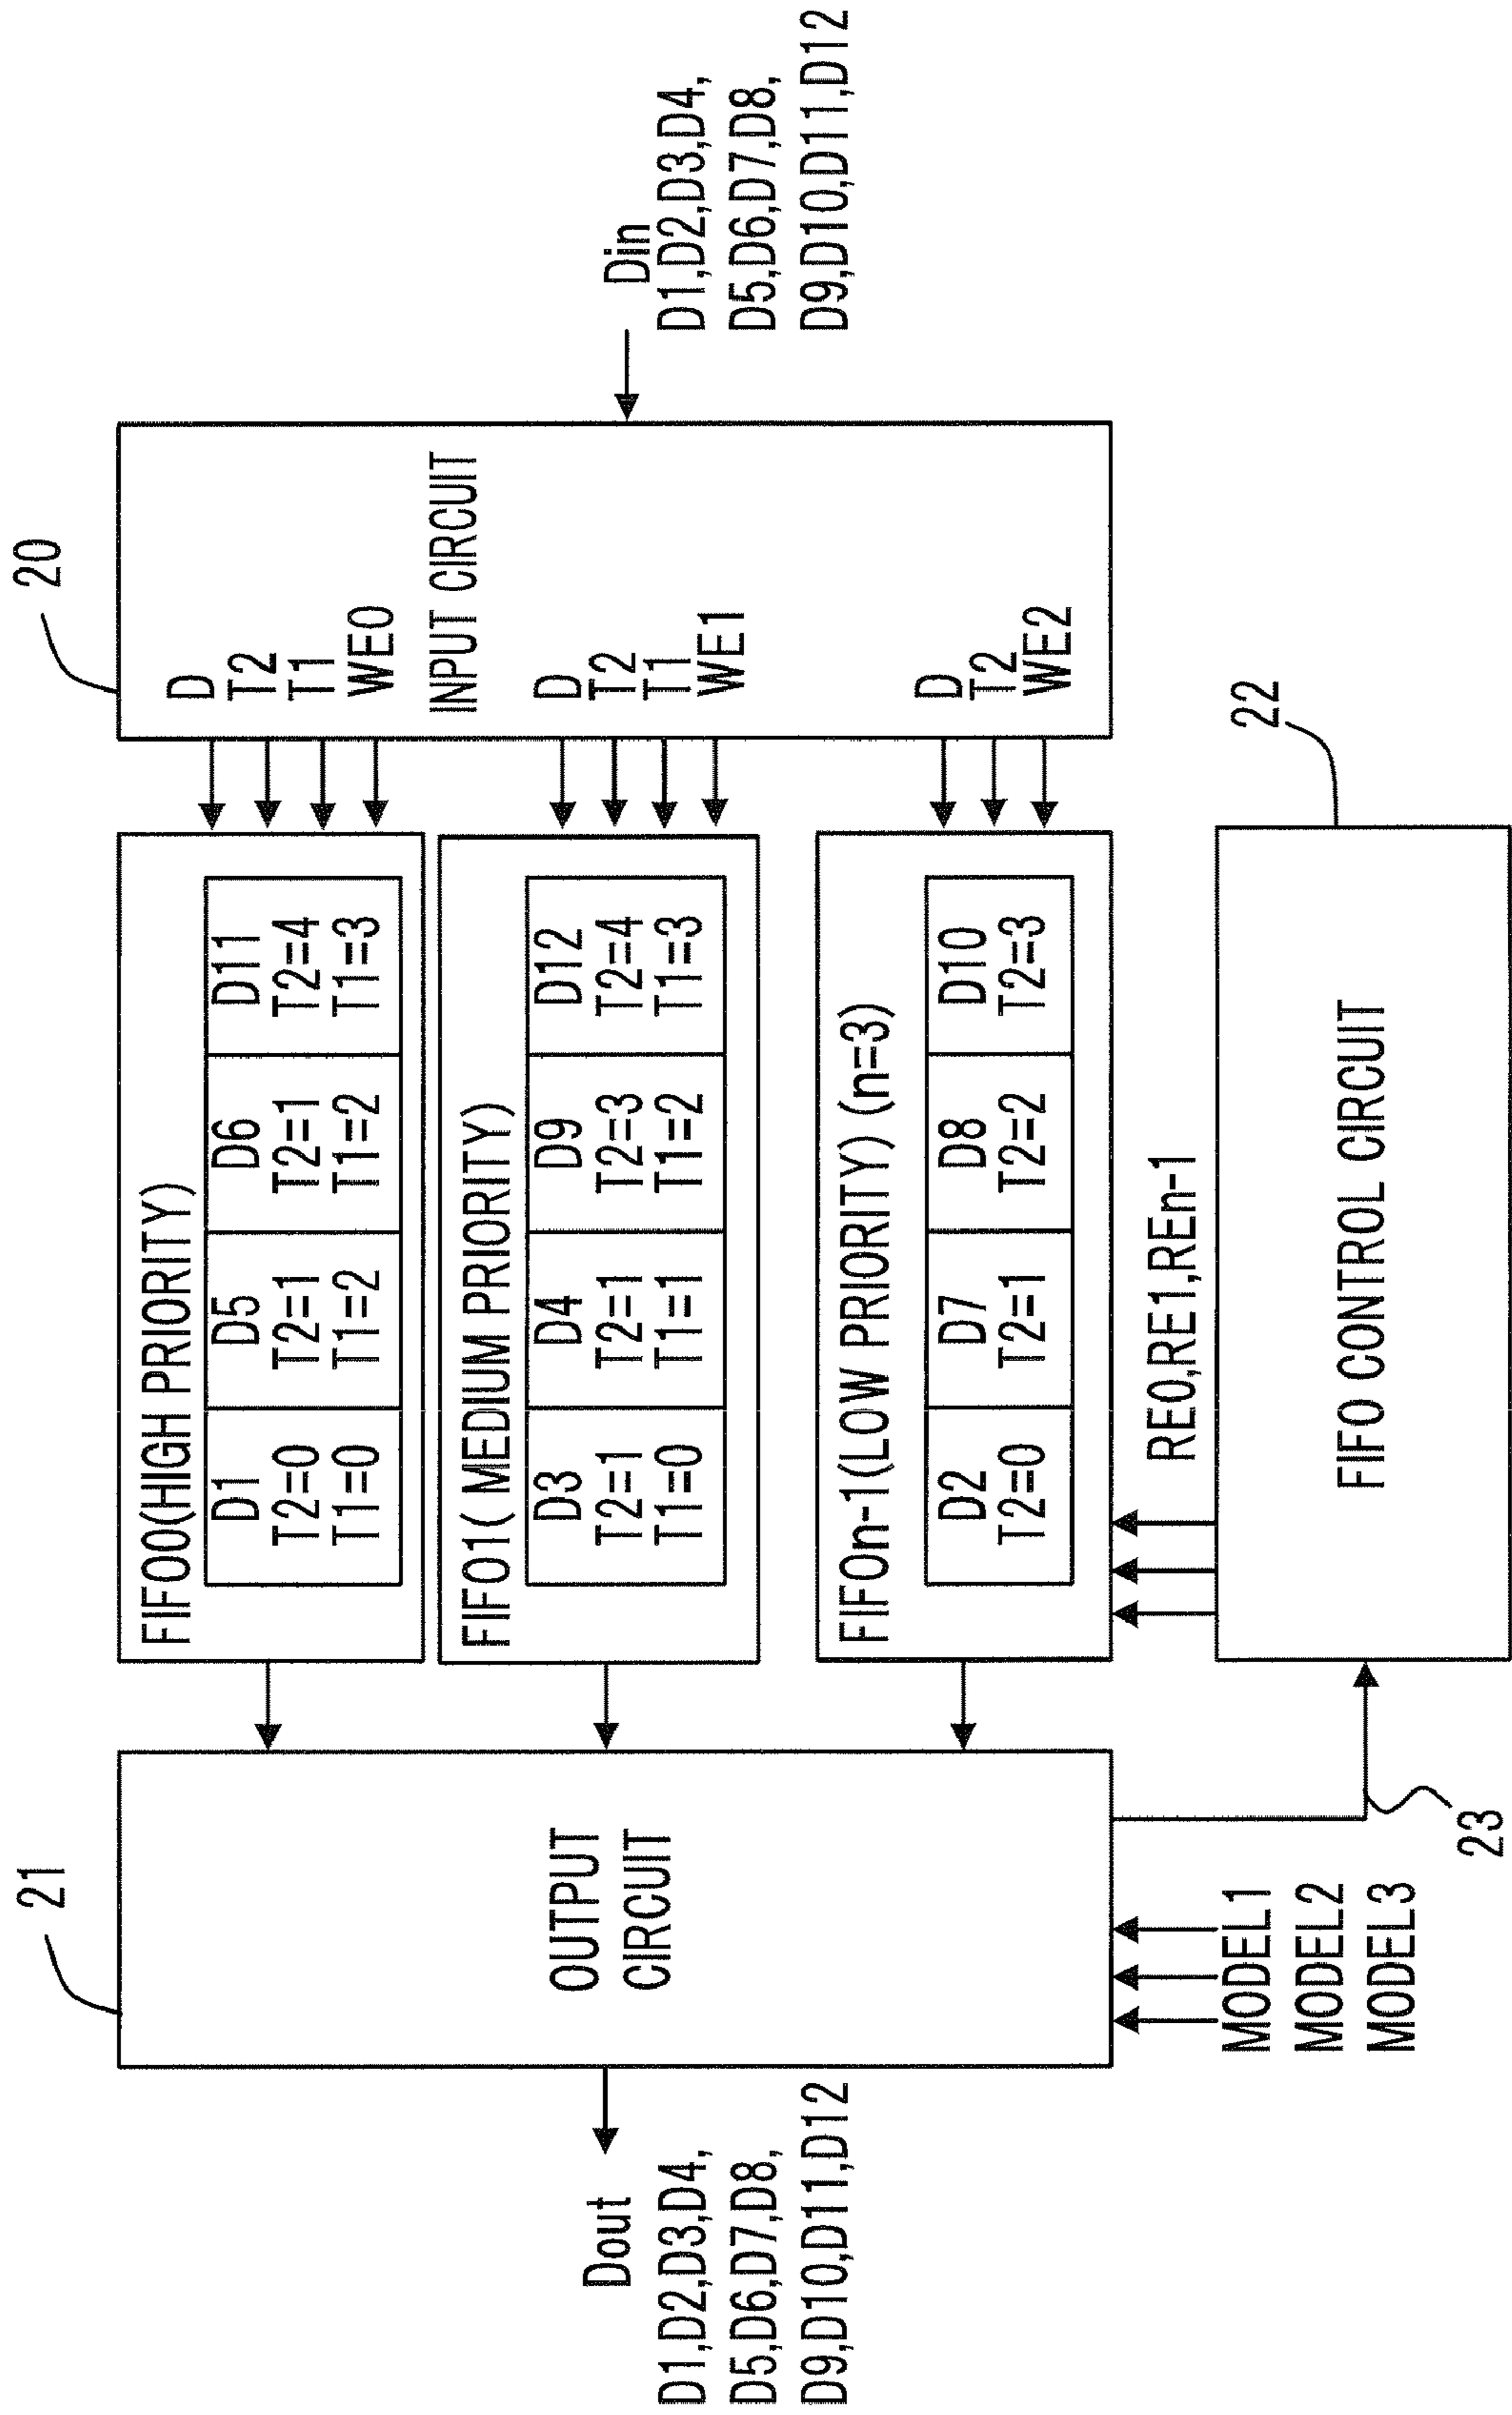 21
20
22
23
OUTPUT
CIRCUIT
Dout
D1,D2,D3,D4,
D5,D6,D7,D8,
D9,D10,D11,D12
MODEL1
MODEL2
MODEL3
FIFO0(HIGH PRIORITY)
D1
T2=0
T1=0
D5
T2=1
T1=2
D6
T2=1
T1=2
D11
T2=4
T1=3
FIFO1( MEDIUM PRIORITY)
D3
T2=1
T1=0
D4
T2=1
T1=1
D9
T2=3
T1=2
D12
T2=4
T1=3
FIFOn-1(LOW PRIORITY) (n=3)
D2
T2=0
D7
T2=1
D8
T2=2
D10
T2=3
RE0,RE1,REn-1
FIFO CONTROL CIRCUIT
D
T2
T1
WE0
INPUT CIRCUIT
D
T2
T1
WE1
D
T2
WE2
Din
D1,D2,D3,D4,
D5,D6,D7,D8,
D9,D10,D11,D12